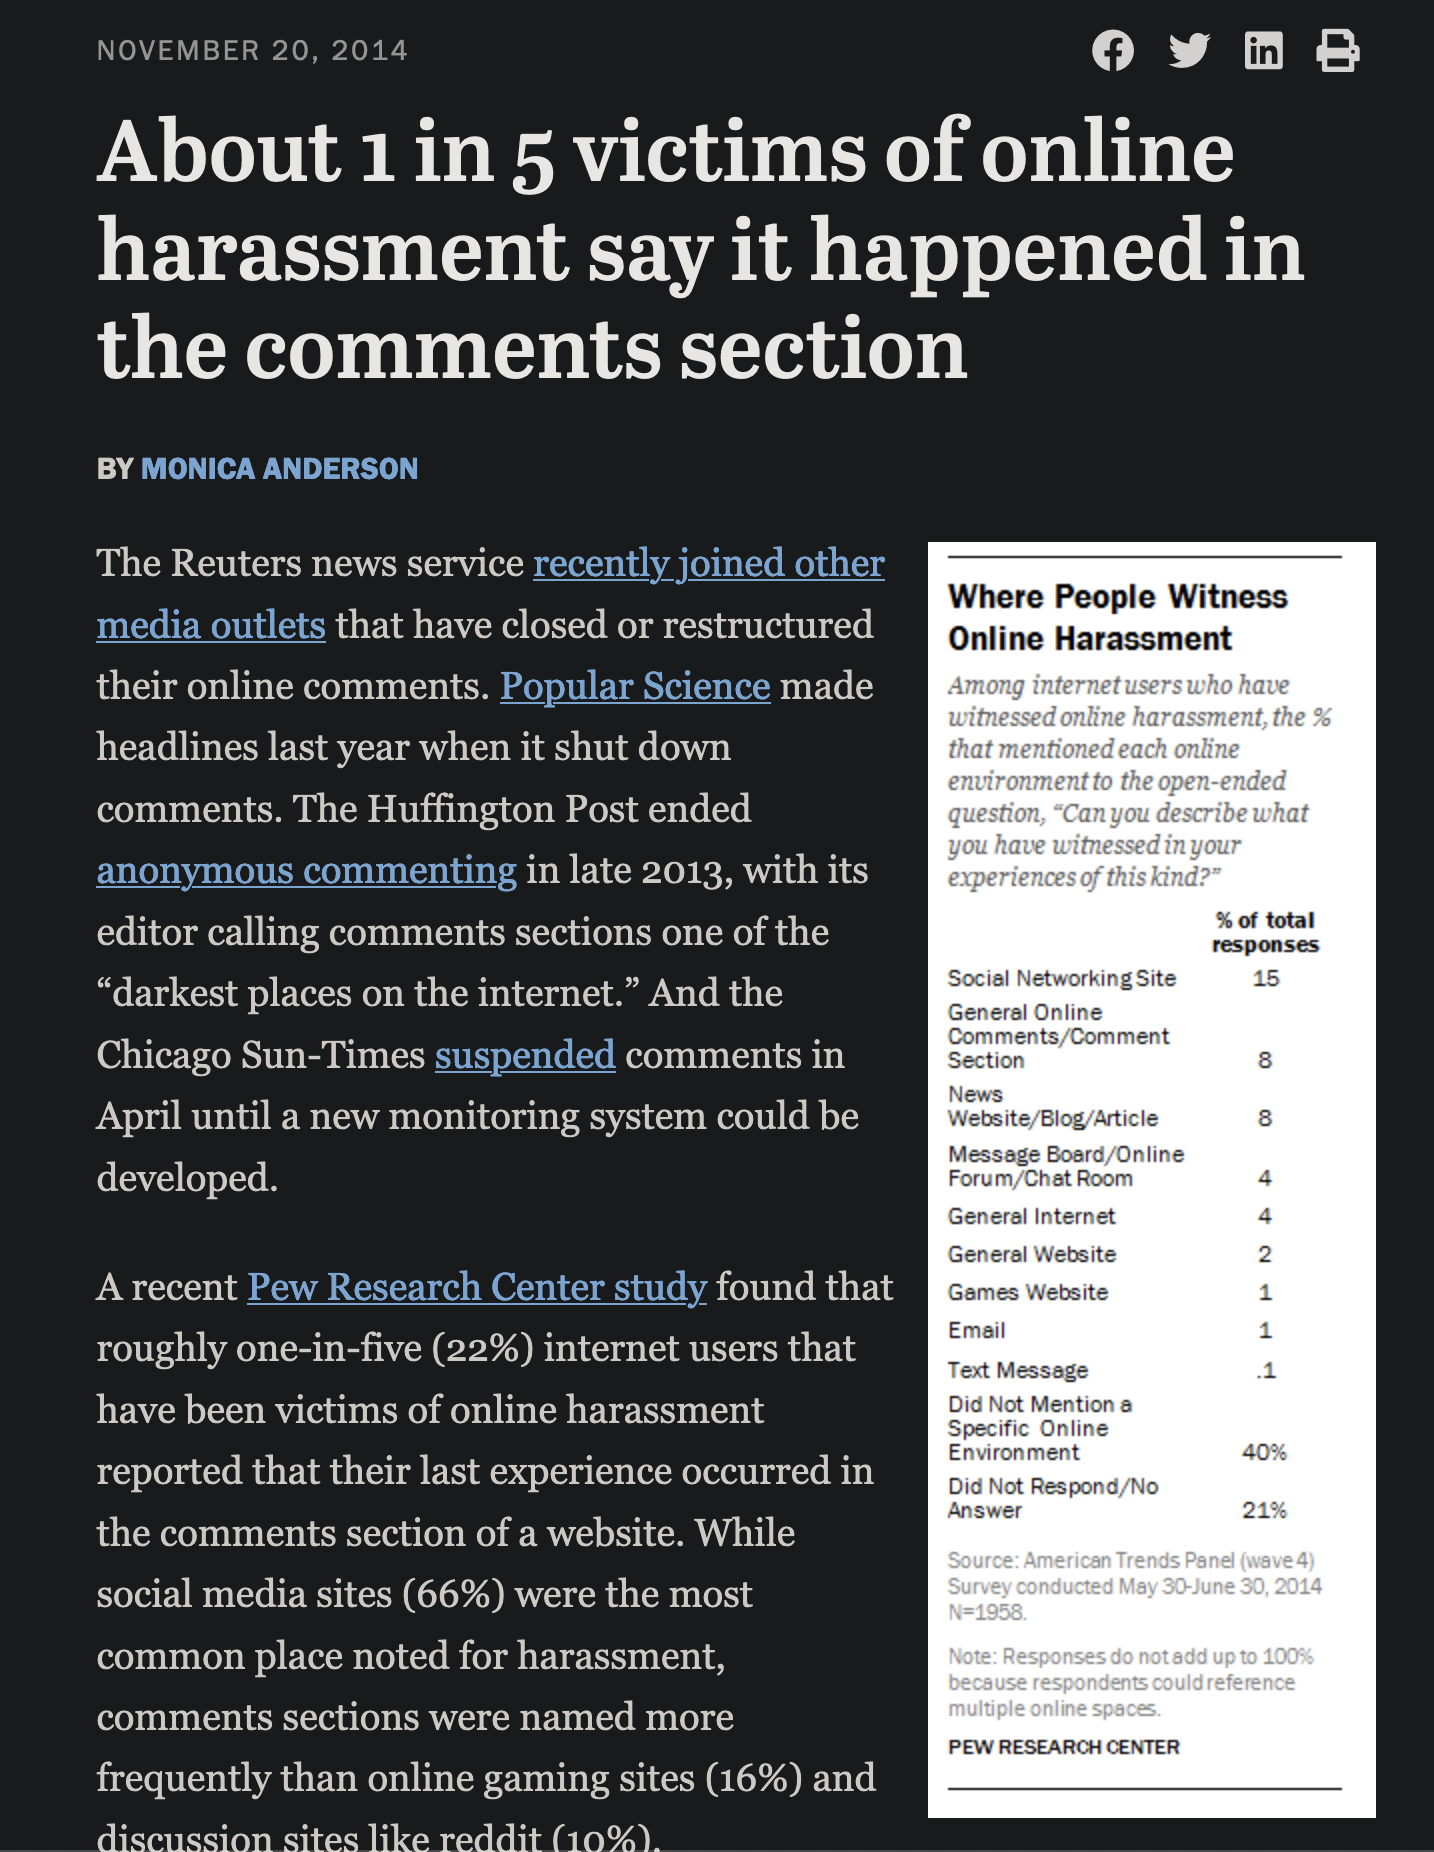 NOVEMBER 20, 2014
About 1 in 5 victims of online
harassment say it happened in
the comments section
BY MONICA ANDERSON
The Reuters news service recently joined other
media outlets that have closed or restructured
their online comments. Popular Science made
headlines last year when it shut down
comments. The Huffington Post ended
anonymous commenting in late 2013, with its
editor calling comments sections one of the
“darkest places on the internet.” And the
Chicago Sun-Times suspended comments in
April until a new monitoring system could be
developed.
A recent Pew Research Center study found that
roughly one-in-five (22%) internet users that
have been victims of online harassment
reported that their last experience occurred in
the comments section of a website. While
social media sites (66%) were the most
common place noted for harassment,
comments sections were named more
frequently than online gaming sites (16%) and
discussion sites like reddit (10%).
Where People Witness
Online Harassment
Among internet users who have
witnessed online harassment, the %
that mentioned each online
environment to the open-ended
question, “Can you describe what
you have witnessed in your
experiences of this kind?”
% of total
responses
Social Networking Site 15
General Online
Comments/Comment
Section 8
News
Website/Blog/Article 8
Message Board/Online
Forum/Chat Room 4
General Internet 4
General Website 2
Games Website 1
Email 1
Text Message .1
Did Not Mention a
Specific Online
Environment 40%
Did Not Respond/No
Answer 21%
Source: American Trends Panel (wave 4)
Survey conducted May 30-June 30, 2014
N=1958.
Note: Responses do not add up to 100%
because respondents could reference
multiple online spaces.
PEW RESEARCH CENTER